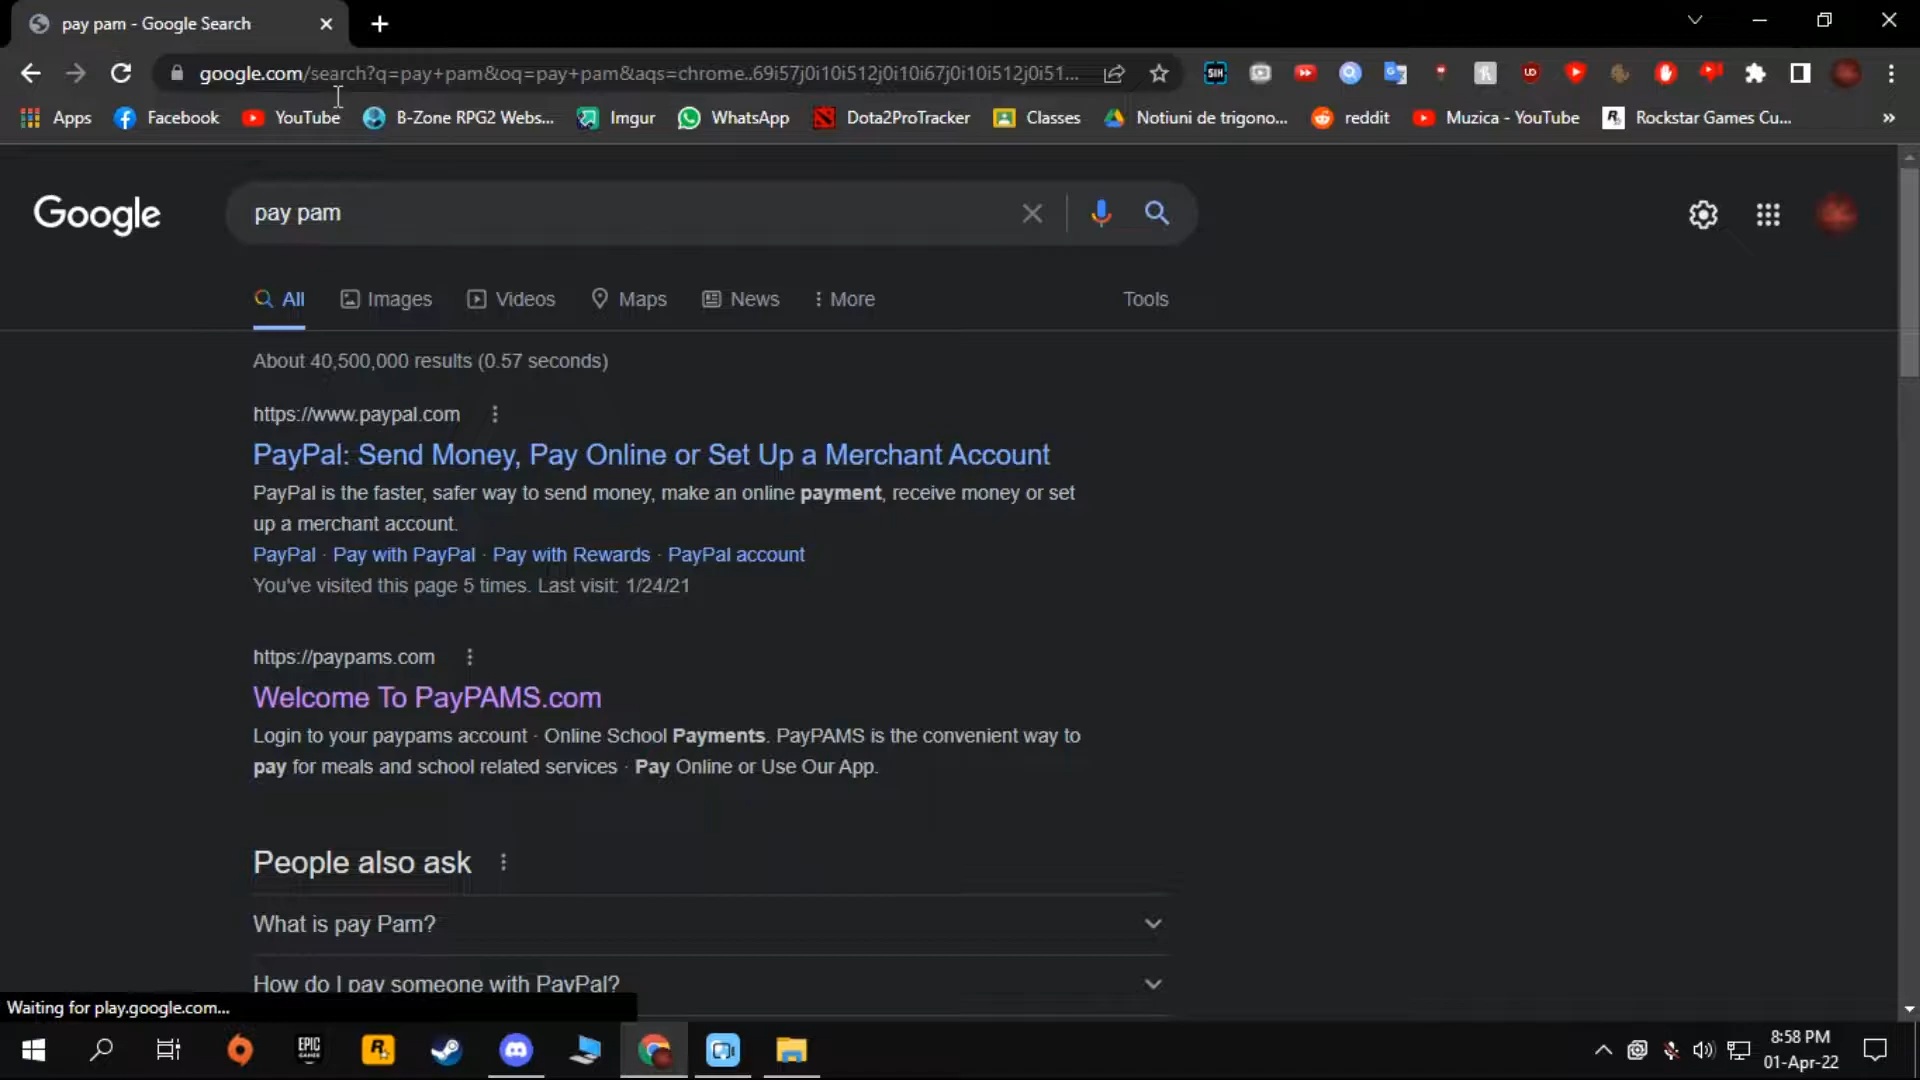 pay pam - Google Search
google.com/search?q=pay+pam&oq=pay+pam&aqs=chrome..69i57j0i10i512j0i10i67j0i10i512j0i51...
Apps Facebook YouTube B-Zone RPG2 Webs... Imgur WhatsApp Dota2ProTracker Classes Notiuni de trigono... reddit Muzica - YouTube Rockstar Games Cu... »
Google pay pam
All Images Videos Maps News More Tools
About 40,500,000 results (0.57 seconds)
https://www.paypal.com
PayPal: Send Money, Pay Online or Set Up a Merchant Account
PayPal is the faster, safer way to send money, make an online payment, receive money or set
up a merchant account.
PayPal · Pay with PayPal · Pay with Rewards · PayPal account
You've visited this page 5 times. Last visit: 1/24/21
https://paypams.com
Welcome To PayPAMS.com
Login to your paypams account · Online School Payments. PayPAMS is the convenient way to
pay for meals and school related services · Pay Online or Use Our App.
People also ask
What is pay Pam?
How do I pay someone with PayPal?
Waiting for play.google.com...
EPIC GAMES
8:58 PM
01-Apr-22